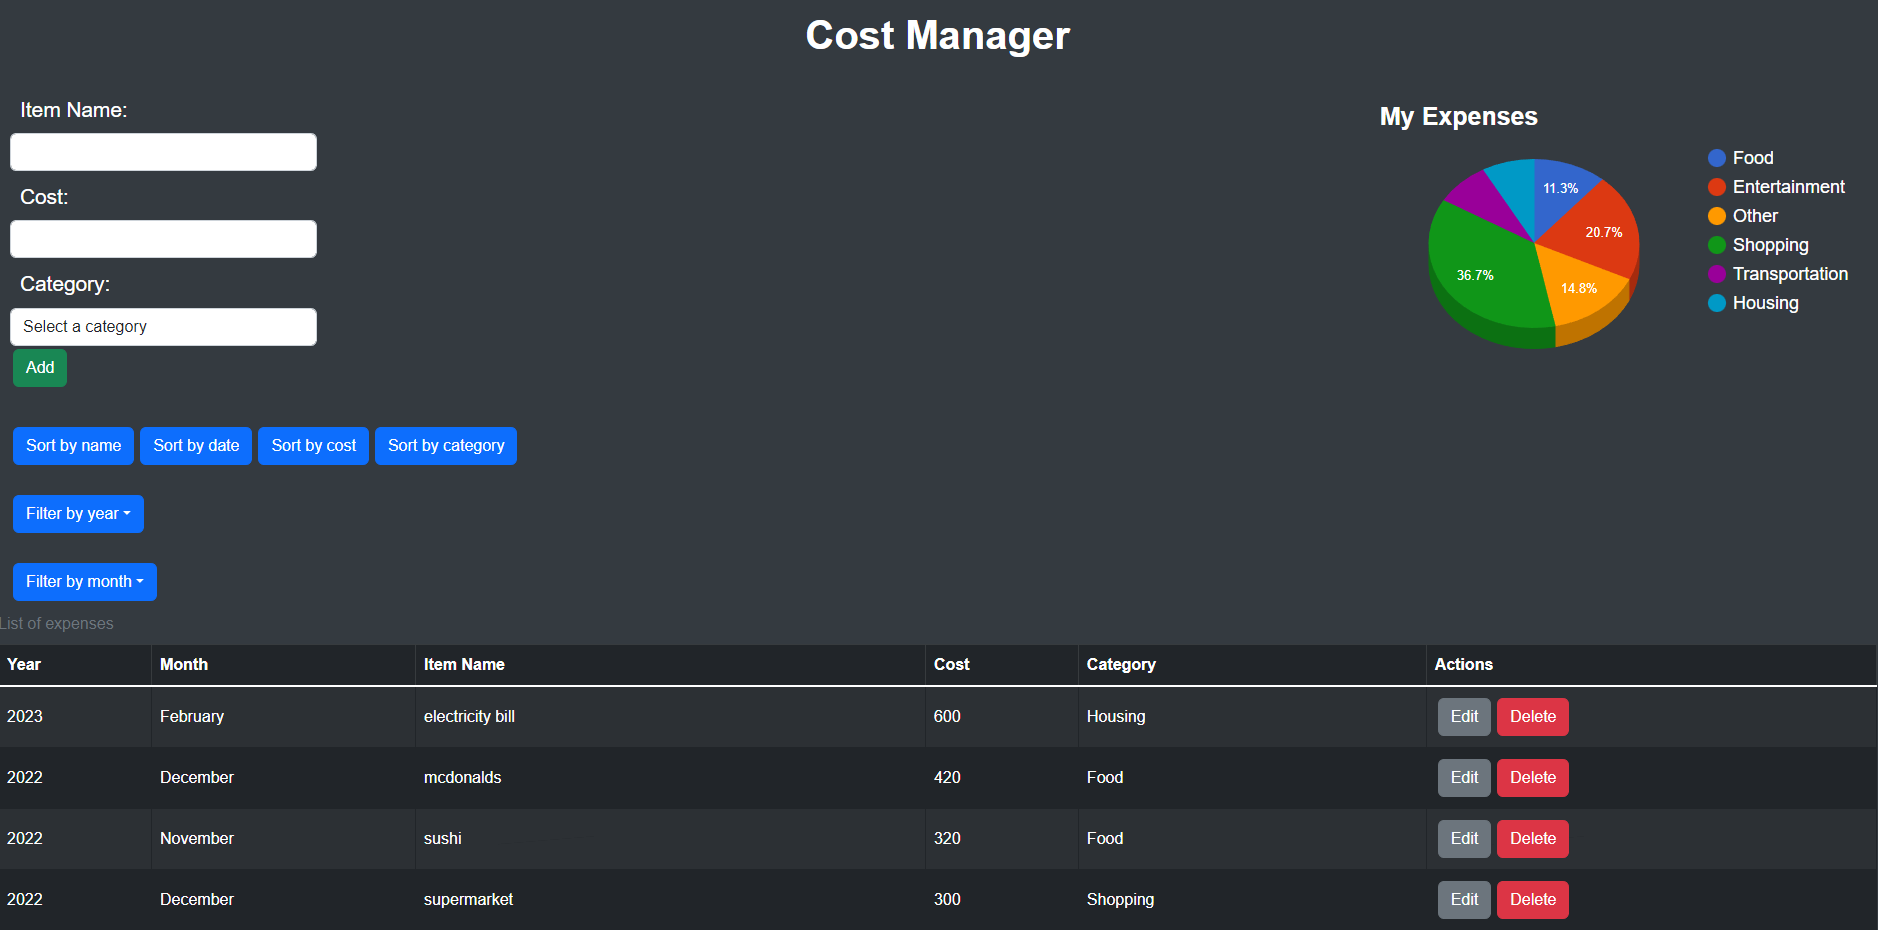 Cost Manager
Item Name:
Cost:
Category:
Select a category
Add
My Expenses
11.3%
20.7%
14.8%
36.7%
Food
Entertainment
Other
Shopping
Transportation
Housing
Sort by name Sort by date Sort by cost Sort by category
Filter by year
Filter by month
List of expenses
Year Month Item Name Cost Category Actions
2023 February electricity bill 600 Housing Edit Delete
2022 December mcdonalds 420 Food Edit Delete
2022 November sushi 320 Food Edit Delete
2022 December supermarket 300 Shopping Edit Delete